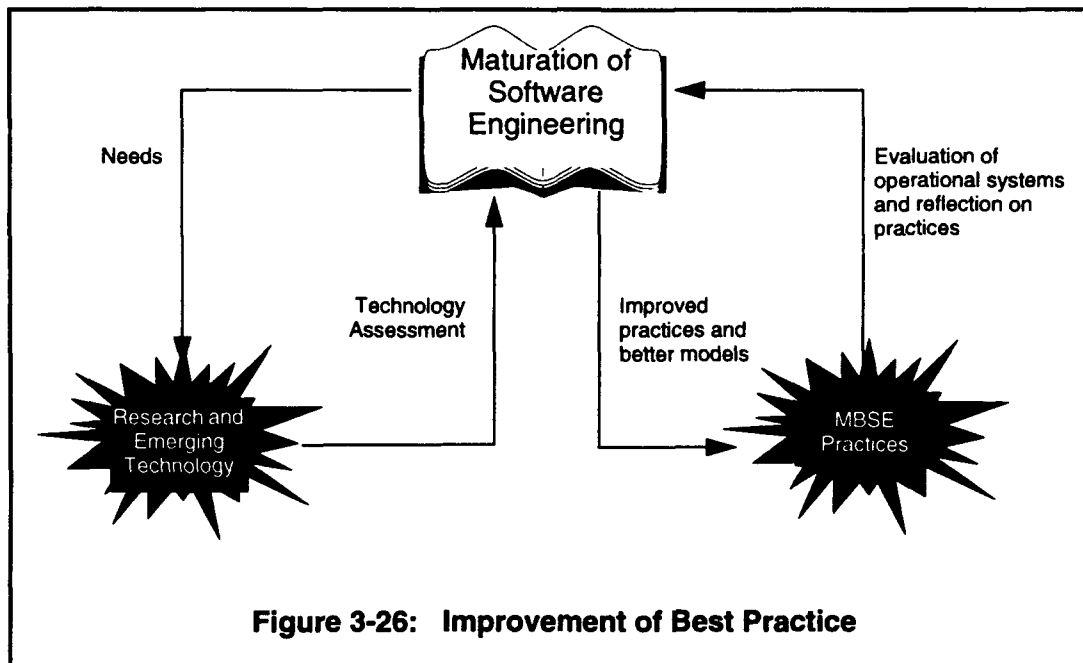 Maturation of
Software
Engineering
Needs
Evaluation of
operational systems
and reflection on
practices
Technology
Assessment
Improved
practices and
better models
Research and
Emerging
Technology
MBSE
Practices
Figure 3-26: Improvement of Best Practice